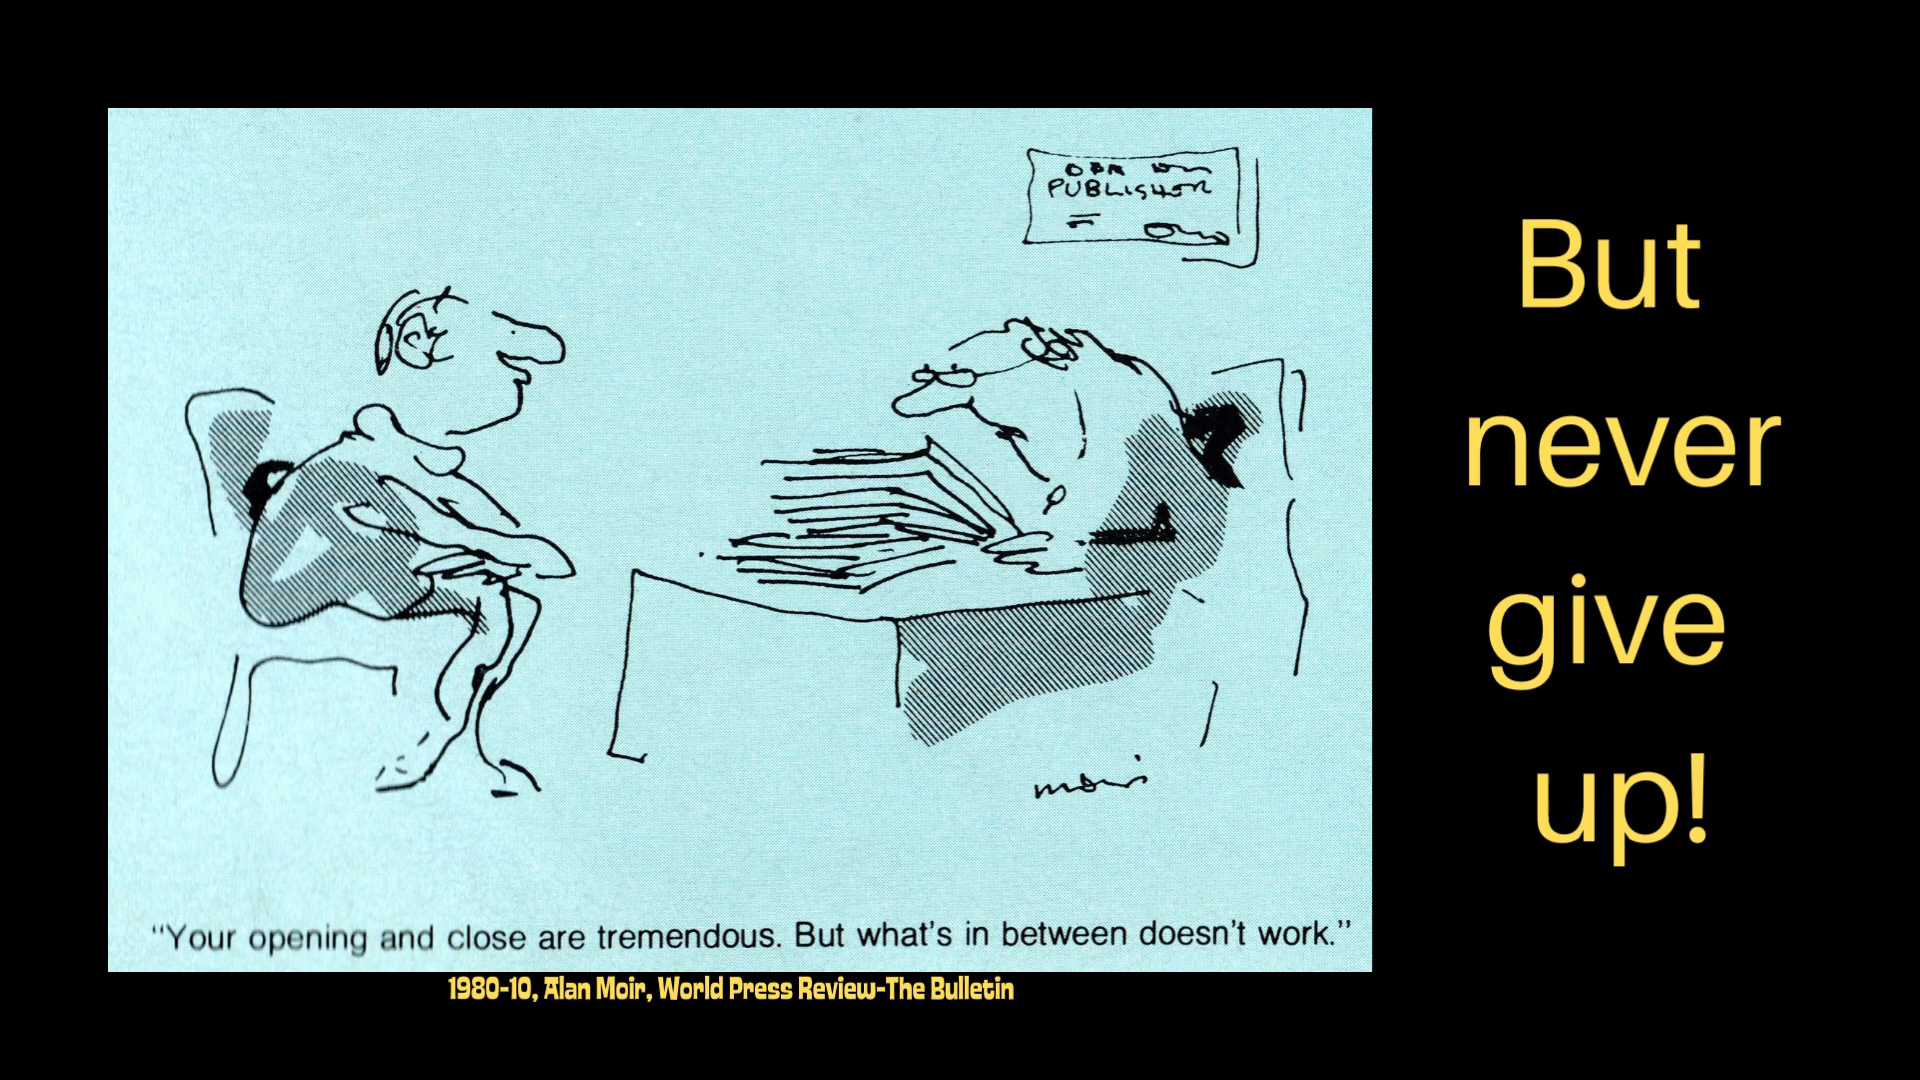 PUBLISHER
moir
"Your opening and close are tremendous. But what's in between doesn't work."
1980-10, Alan Moir, World Press Review-The Bulletin
But
never
give
up!